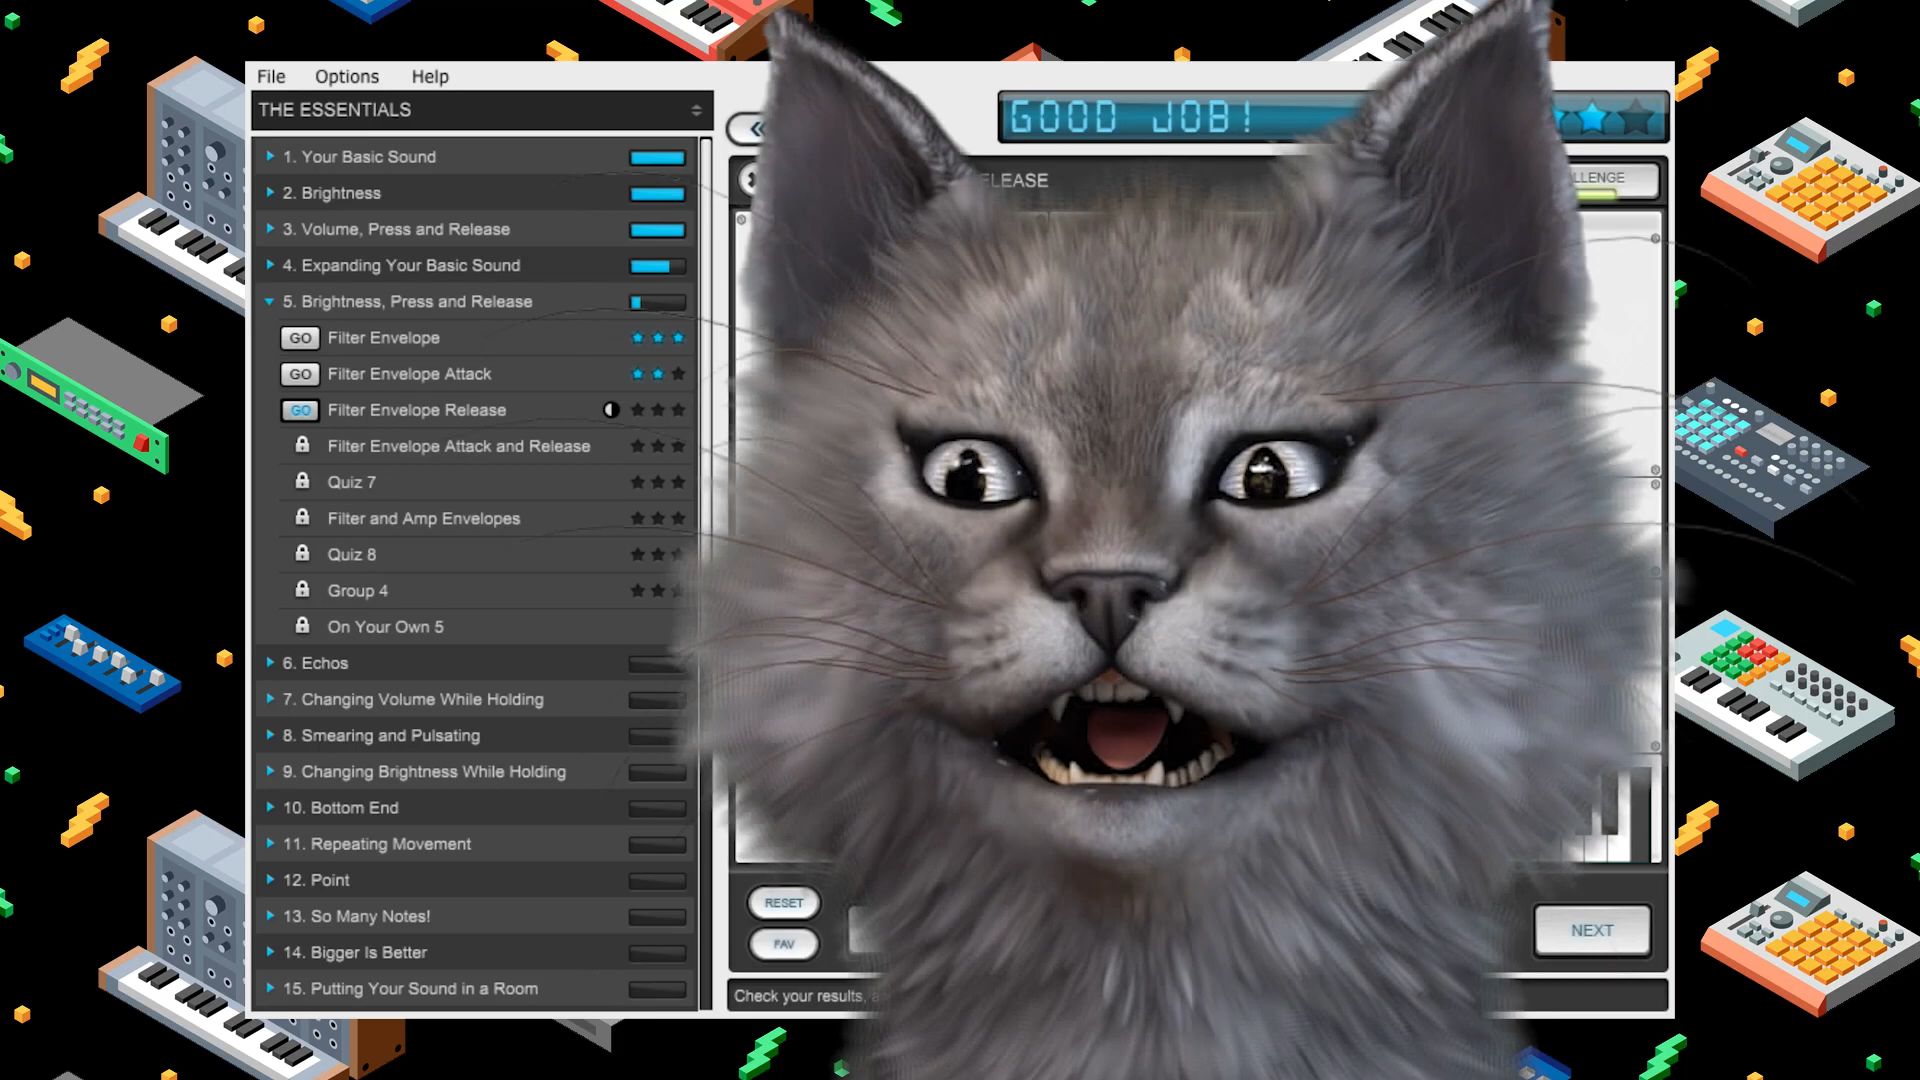 File Options Help
THE ESSENTIALS
1. Your Basic Sound
2. Brightness
3. Volume, Press and Release
4. Expanding Your Basic Sound
5. Brightness, Press and Release
GO Filter Envelope
GO Filter Envelope Attack
GO Filter Envelope Release
Filter Envelope Attack and Release
Quiz 7
Filter and Amp Envelopes
Quiz 8
Group 4
On Your Own 5
6. Echos
7. Changing Volume While Holding
8. Smearing and Pulsating
9. Changing Brightness While Holding
10. Bottom End
11. Repeating Movement
12. Point
13. So Many Notes!
14. Bigger Is Better
15. Putting Your Sound in a Room
GOOD JOB!
ELEASE
LLENGE
RESET
FAV
NEXT
Check your results,